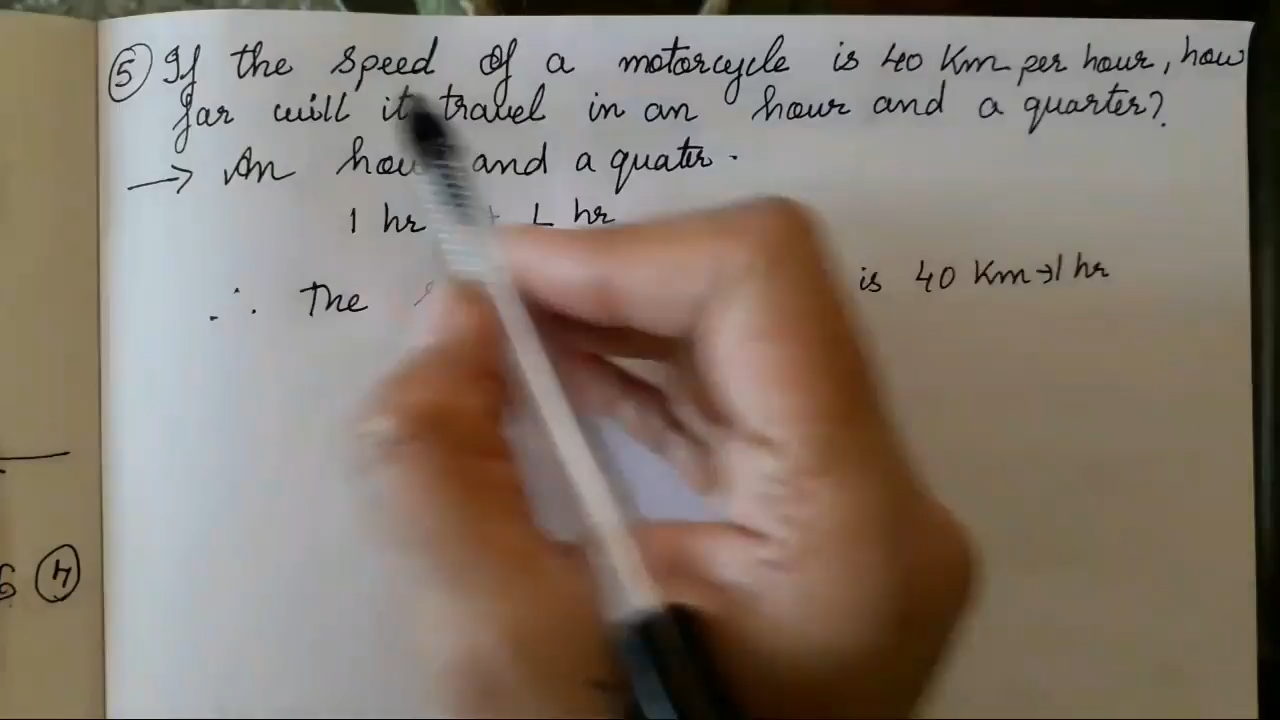 ⑤ If the speed of a motorcycle is 40 Km per hour, how
far will it travel in an hour and a quarter?
→ An and a quater.
1 hr + hr
∴ The is 40 Km→1 hr
④